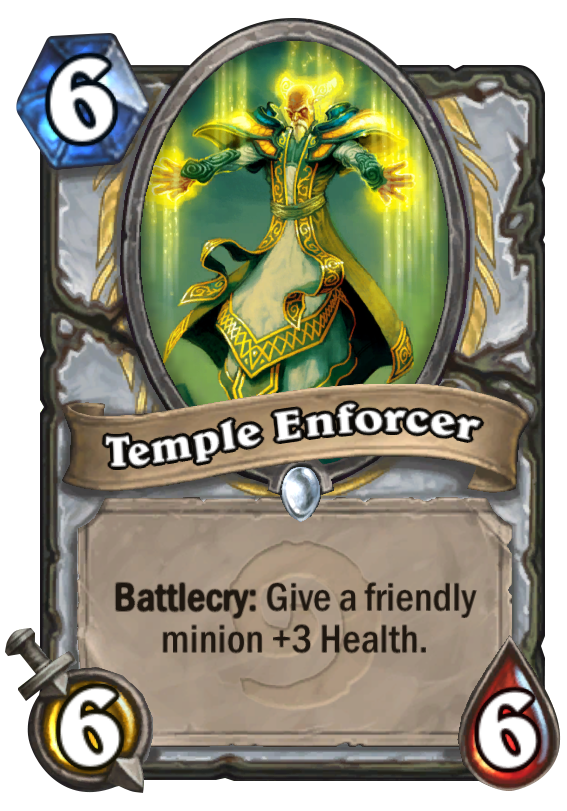 6
Temple Enforcer
Battlecry: Give a friendly
minion +3 Health.
6
6